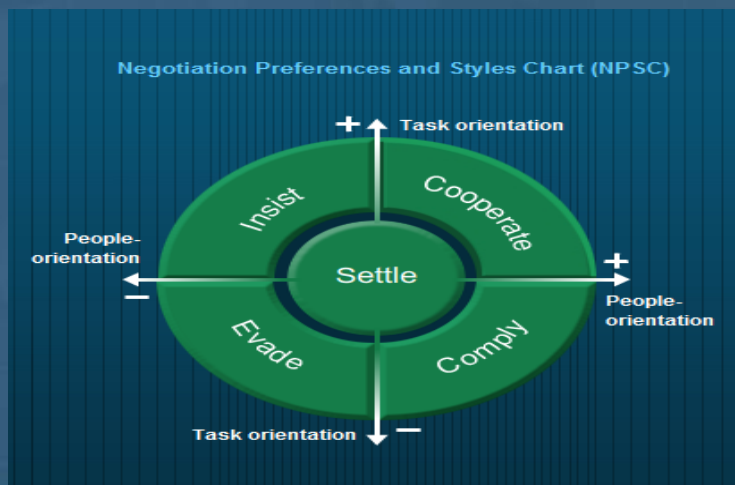 Negotiation Preferences and Styles Chart (NPSC)
+
Task orientation
Insist
Cooperate
People-
orientation
−
Settle
+
People-
orientation
Evade
Comply
Task orientation
−